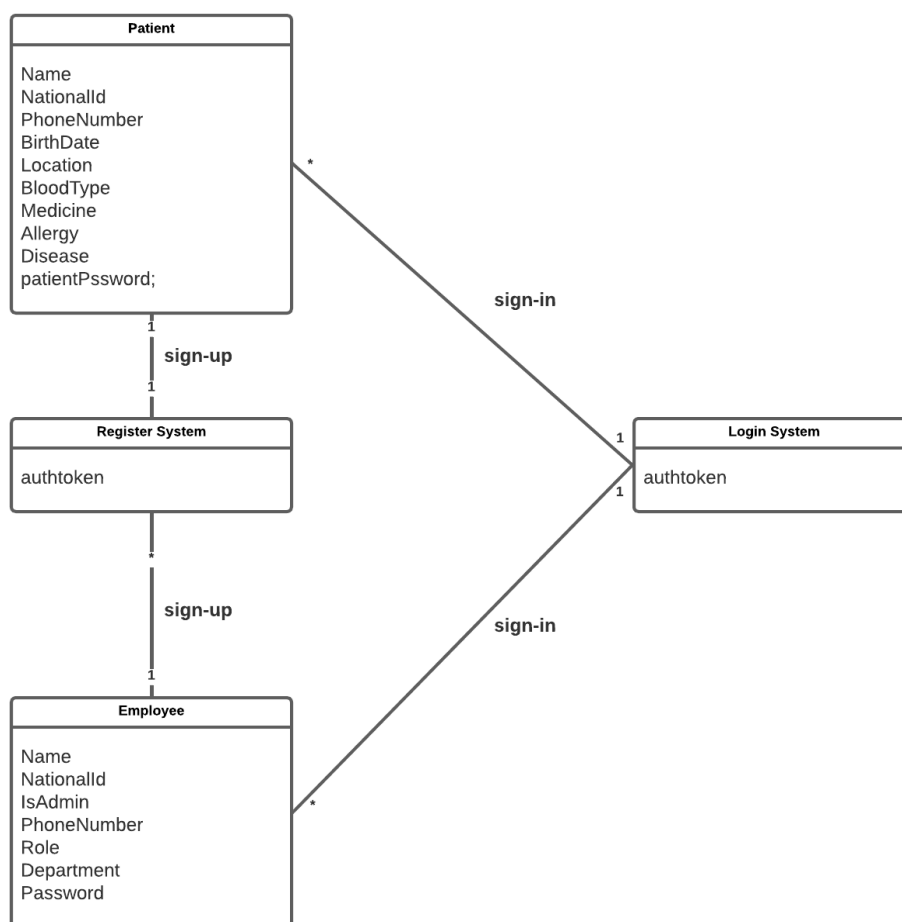 Patient
Name
NationalId
PhoneNumber
BirthDate
Location
BloodType
Medicine
Allergy
Disease
patientPssword;
*
sign-in
1
sign-up
1
Register System
authtoken
1
Login System
authtoken
1
*
sign-up
sign-in
1
Employee
Name
NationalId
IsAdmin
PhoneNumber
Role
Department
Password
*